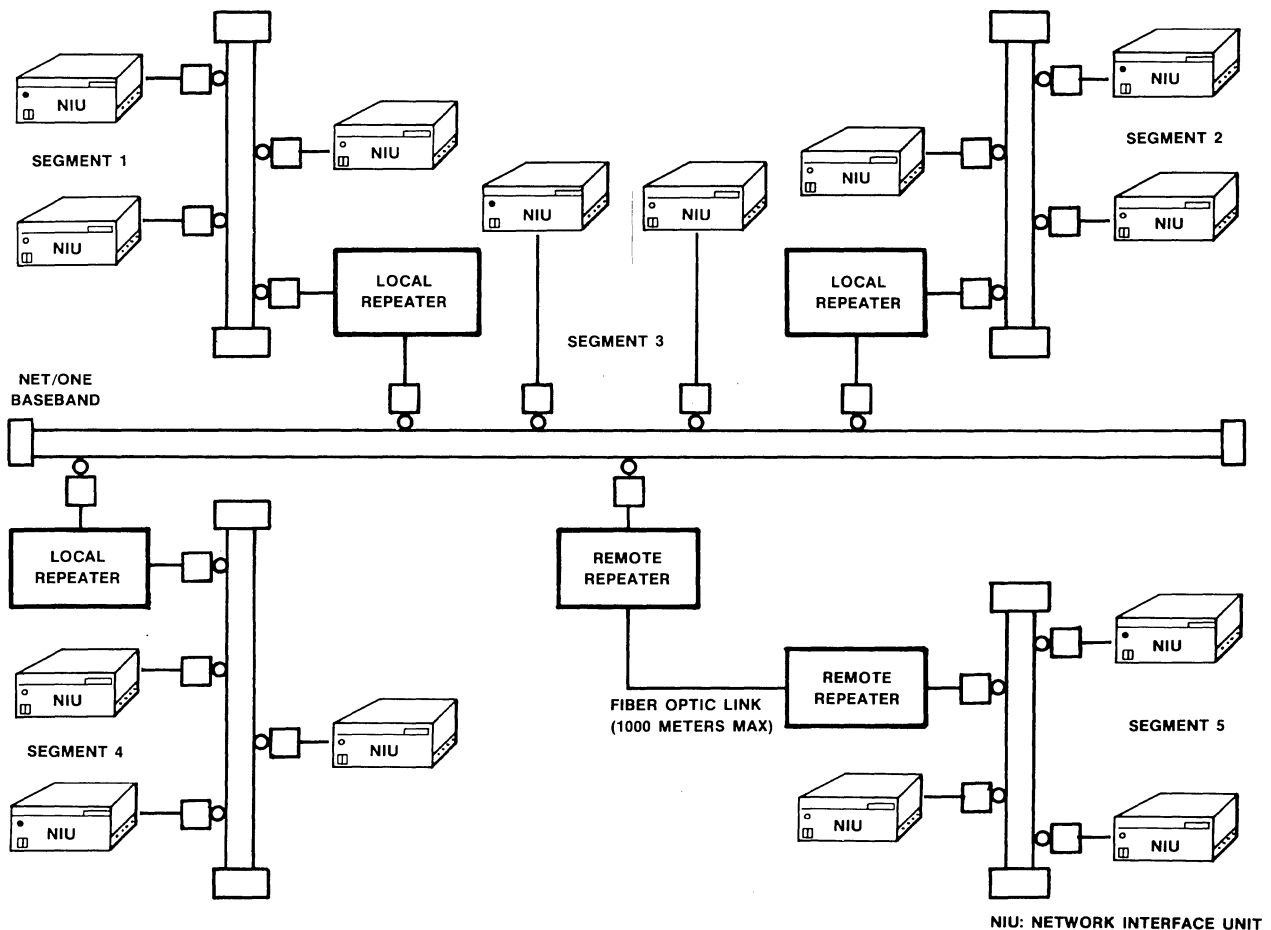 NIU
NIU
SEGMENT 1
NIU
NIU
LOCAL
REPEATER
NIU
NIU
SEGMENT 3
NIU
NIU
SEGMENT 2
NIU
LOCAL
REPEATER
NET/ONE
BASEBAND
LOCAL
REPEATER
NIU
SEGMENT 4
NIU
NIU
REMOTE
REPEATER
FIBER OPTIC LINK
(1000 METERS MAX)
REMOTE
REPEATER
NIU
SEGMENT 5
NIU
NIU
NIU: NETWORK INTERFACE UNIT